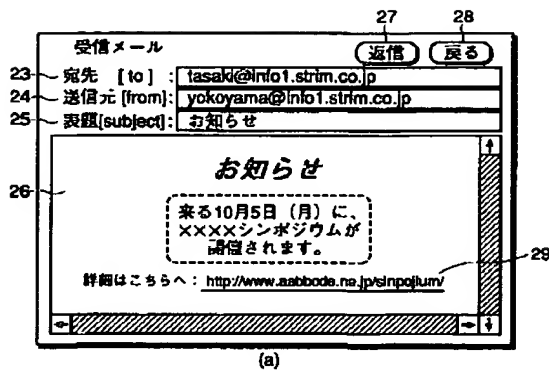 27 28
受信メール 返信 戻る
23 宛先 [to] : tasaki@info1.strim.co.jp
24 送信元 [from] : yokoyama@info1.strim.co.jp
25 表題[subject] : お知らせ
お知らせ
26
来る10月5日（月）に、
××××シンポジウムが
開催されます。
29
詳細はこちらへ : http://www.aabbode.ne.jp/sinpojium/
(a)